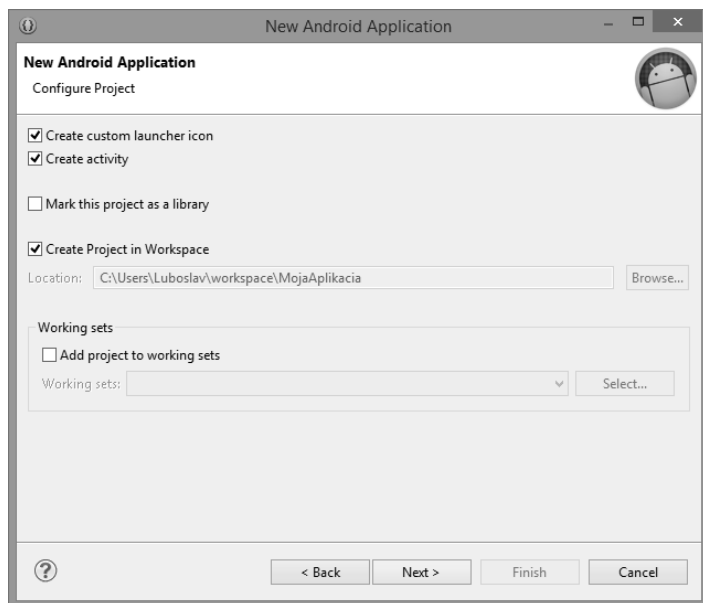 New Android Application
New Android Application
Configure Project
Create custom launcher icon
Create activity
Mark this project as a library
Create Project in Workspace
Location: C:\Users\Luboslav\workspace\MojaAplikacia Browse...
Working sets
Add project to working sets
Working sets: Select...
? < Back Next > Finish Cancel